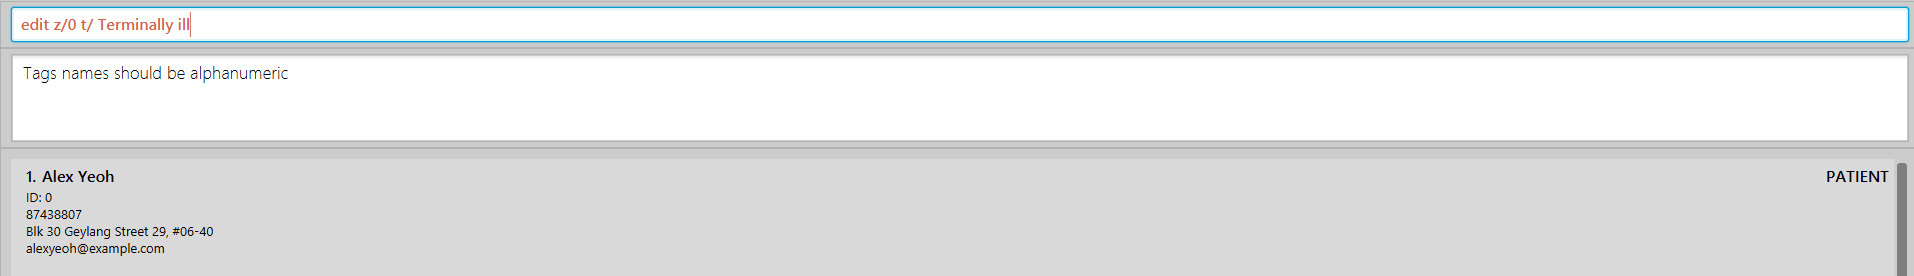 edit z/0 t/ Terminally ill
Tags names should be alphanumeric
1. Alex Yeoh
PATIENT
ID: 0
87438807
Blk 30 Geylang Street 29, #06-40
alexyeoh@example.com